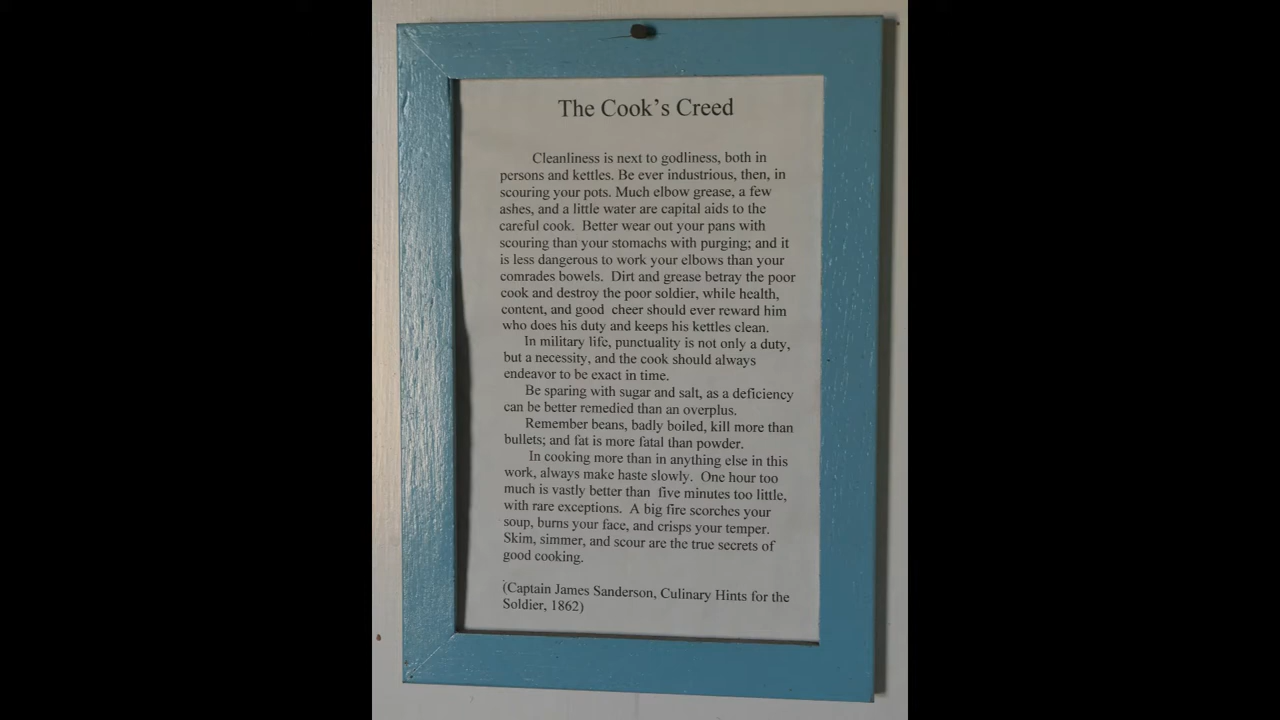 The Cook's Creed
Cleanliness is next to godliness, both in
persons and kettles. Be ever industrious, then, in
scouring your pots. Much elbow grease, a few
ashes, and a little water are capital aids to the
careful cook.  Better wear out your pans with
scouring than your stomachs with purging; and it
is less dangerous to work your elbows than your
comrades bowels.  Dirt and grease betray the poor
cook and destroy the poor soldier, while health,
content, and good  cheer should ever reward him
who does his duty and keeps his kettles clean.
In military life, punctuality is not only a duty,
but a necessity, and the cook should always
endeavor to be exact in time.
Be sparing with sugar and salt, as a deficiency
can be better remedied than an overplus.
Remember beans, badly boiled, kill more than
bullets; and fat is more fatal than powder.
In cooking more than in anything else in this
work, always make haste slowly.  One hour too
much is vastly better than  five minutes too little,
with rare exceptions.  A big fire scorches your
soup, burns your face, and crisps your temper.
Skim, simmer, and scour are the true secrets of
good cooking.
(Captain James Sanderson, Culinary Hints for the
Soldier, 1862)